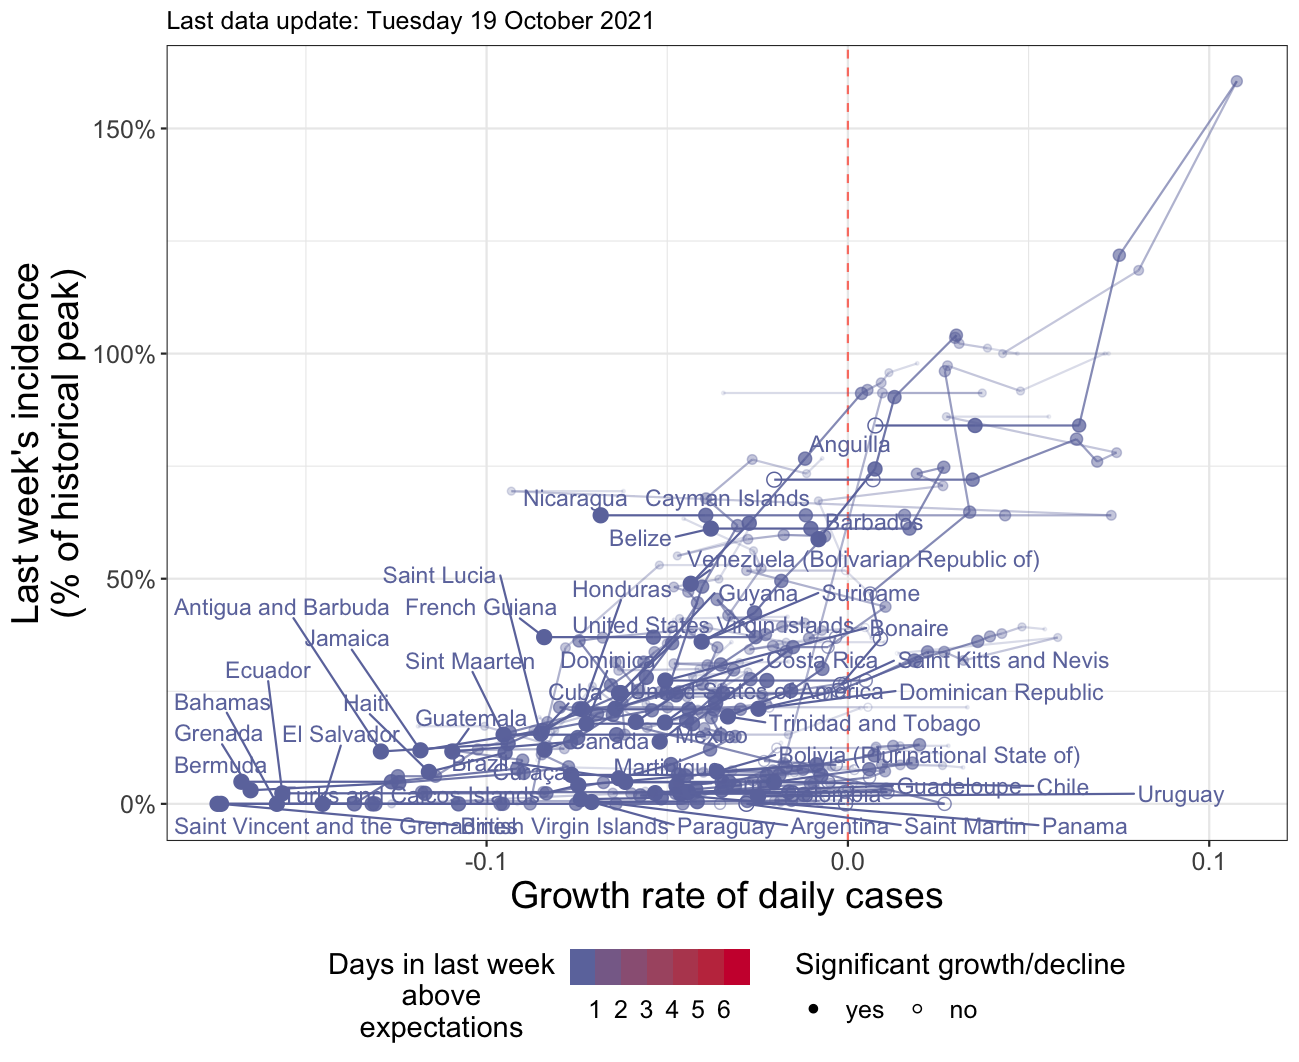 Last data update: Tuesday 19 October 2021
Last week's incidence
(% of historical peak)
150%
100%
50%
0%
Anguilla
Nicaragua
Cayman Islands
Barbados
Belize
Venezuela (Bolivarian Republic of)
Saint Lucia
Honduras
Guyana
Suriname
Antigua and Barbuda
French Guiana
United States Virgin Islands
Bonaire
Jamaica
Sint Maarten
Dominica
Costa Rica
Saint Kitts and Nevis
Ecuador
Cuba
United States of America
Dominican Republic
Bahamas
Haiti
Guatemala
Trinidad and Tobago
Grenada
El Salvador
Canada
Mexico
Bermuda
Brazil
Curaçao
Martinique
Bolivia (Plurinational State of)
Turks and Caicos Islands
Colombia
Guadeloupe
Chile
Uruguay
Saint Vincent and the Grenadines
British Virgin Islands
Paraguay
Argentina
Saint Martin
Panama
-0.1
0.0
0.1
Growth rate of daily cases
Days in last week
above
expectations
1 2 3 4 5 6
Significant growth/decline
yes
no